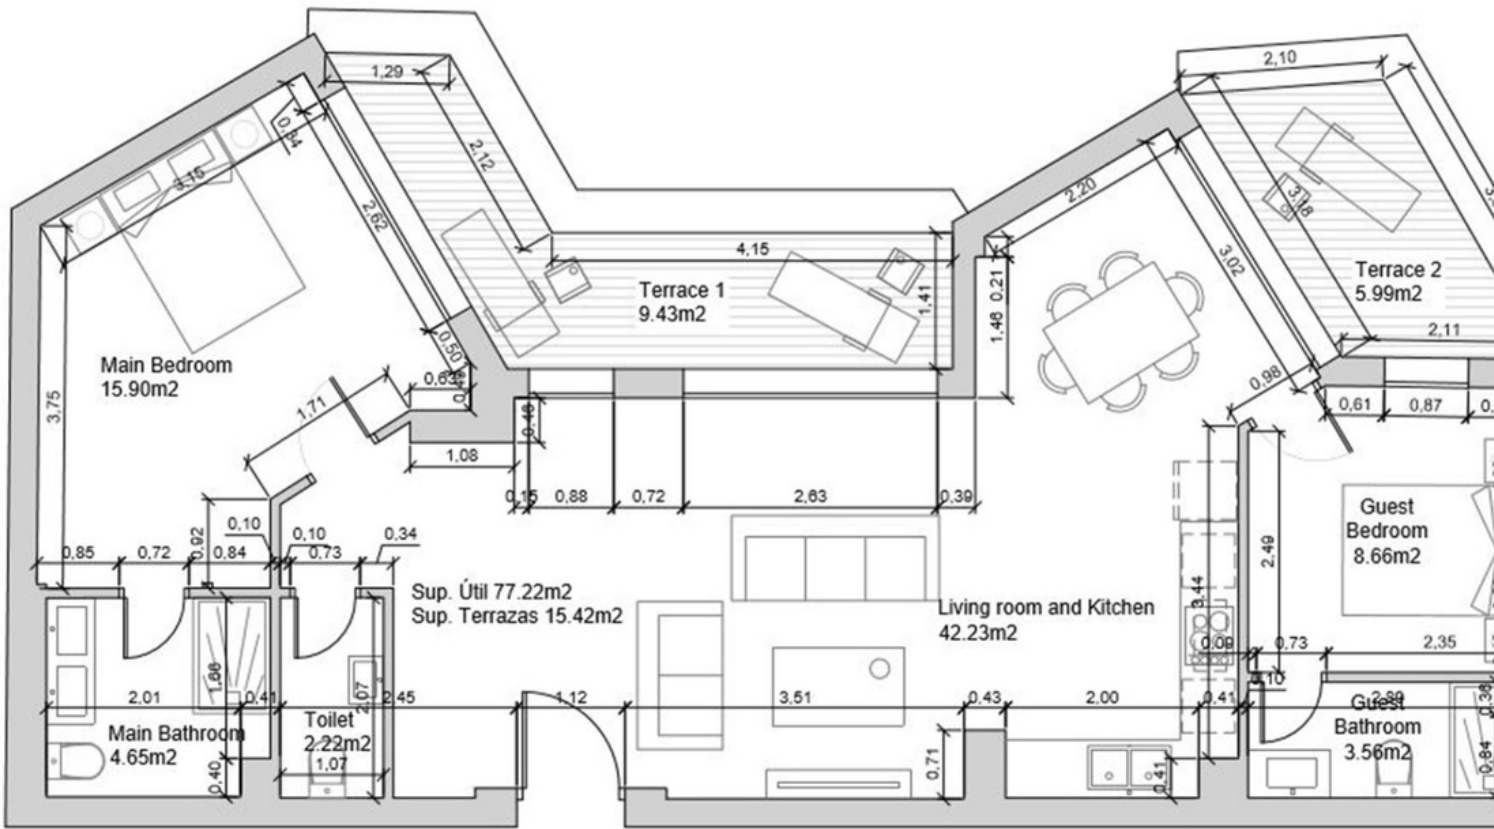 2,10
1,29
0,84
2,12
3,15
2,20
3,18
2,62
4,15
3,02
Terrace 1
9.43m2
1,41
0,21
1,46
Terrace 2
5.99m2
2,11
Main Bedroom
15.90m2
0,50
0,63
3,75
1,71
0,98
0,61
0,87
0,48
1,08
0,15
0,88
0,72
2,63
0,39
Guest
Bedroom
8.66m2
2,49
0,92
0,10
0,10
0,34
0,85
0,72
0,84
0,73
3,44
Sup. Útil 77.22m2
Sup. Terrazas 15.42m2
Living room and Kitchen
42.23m2
0,09
0,73
2,35
1,66
2,07
0,10
0,36
2,01
0,41
2,45
1,12
3,51
0,43
2,00
0,41
Toilet
2.22m2
Main Bathroom
4.65m2
Guest
Bathroom
3.56m2
1,07
0,40
0,71
0,41
0,84